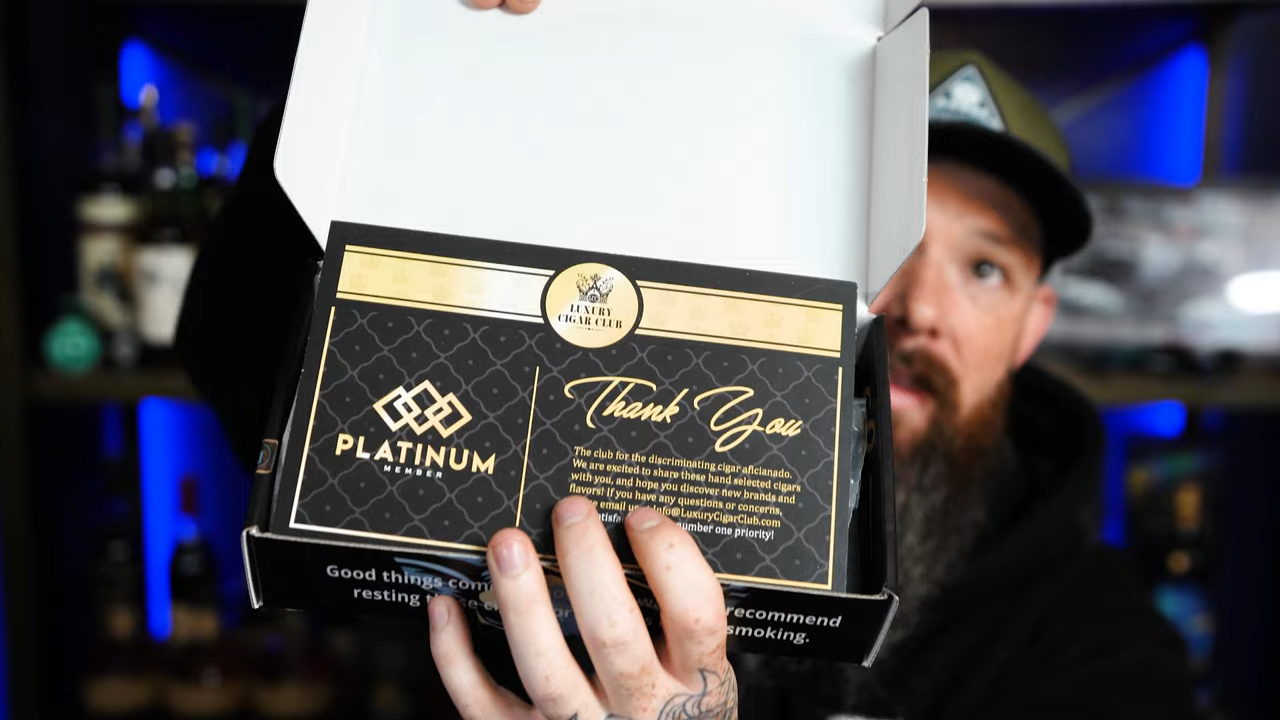 LUXURY
CIGAR CLUB
PLATINUM
MEMBER
Thank You
The club for the discriminating cigar aficianado.
We are excited to share these hand selected cigars
with you, and hope you discover new brands and
flavors! If you have any questions or concerns,
email us info@LuxuryCigarClub.com
number one priority!
Good things com
resting
recommend
smoking.